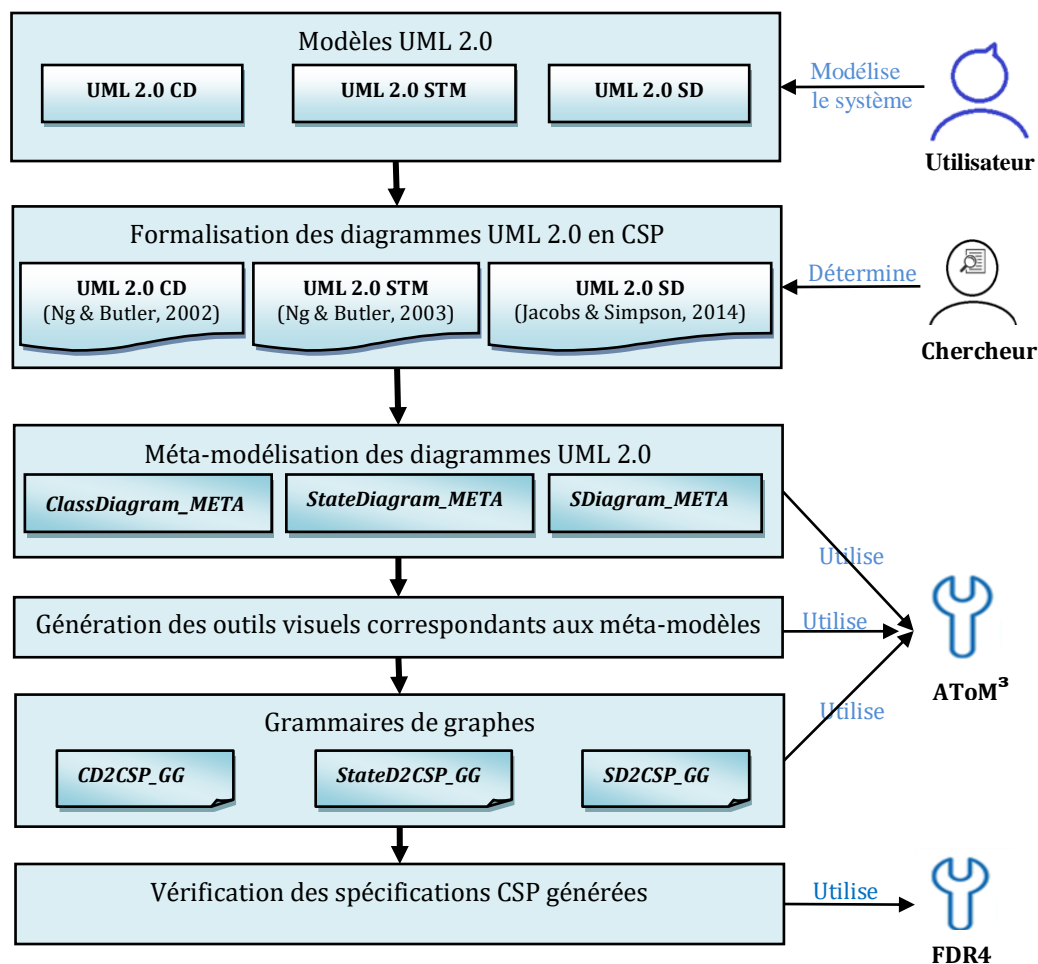 Modèles UML 2.0
UML 2.0 CD
UML 2.0 STM
UML 2.0 SD
Modélise
le système
Utilisateur
Formalisation des diagrammes UML 2.0 en CSP
UML 2.0 CD
(Ng & Butler, 2002)
UML 2.0 STM
(Ng & Butler, 2003)
UML 2.0 SD
(Jacobs & Simpson, 2014)
Détermine
Chercheur
Méta-modélisation des diagrammes UML 2.0
ClassDiagram_META
StateDiagram_META
SDiagram_META
Utilise
Génération des outils visuels correspondants aux méta-modèles
Utilise
AToM³
Grammaires de graphes
Utilise
CD2CSP_GG
StateD2CSP_GG
SD2CSP_GG
Vérification des spécifications CSP générées
Utilise
FDR4